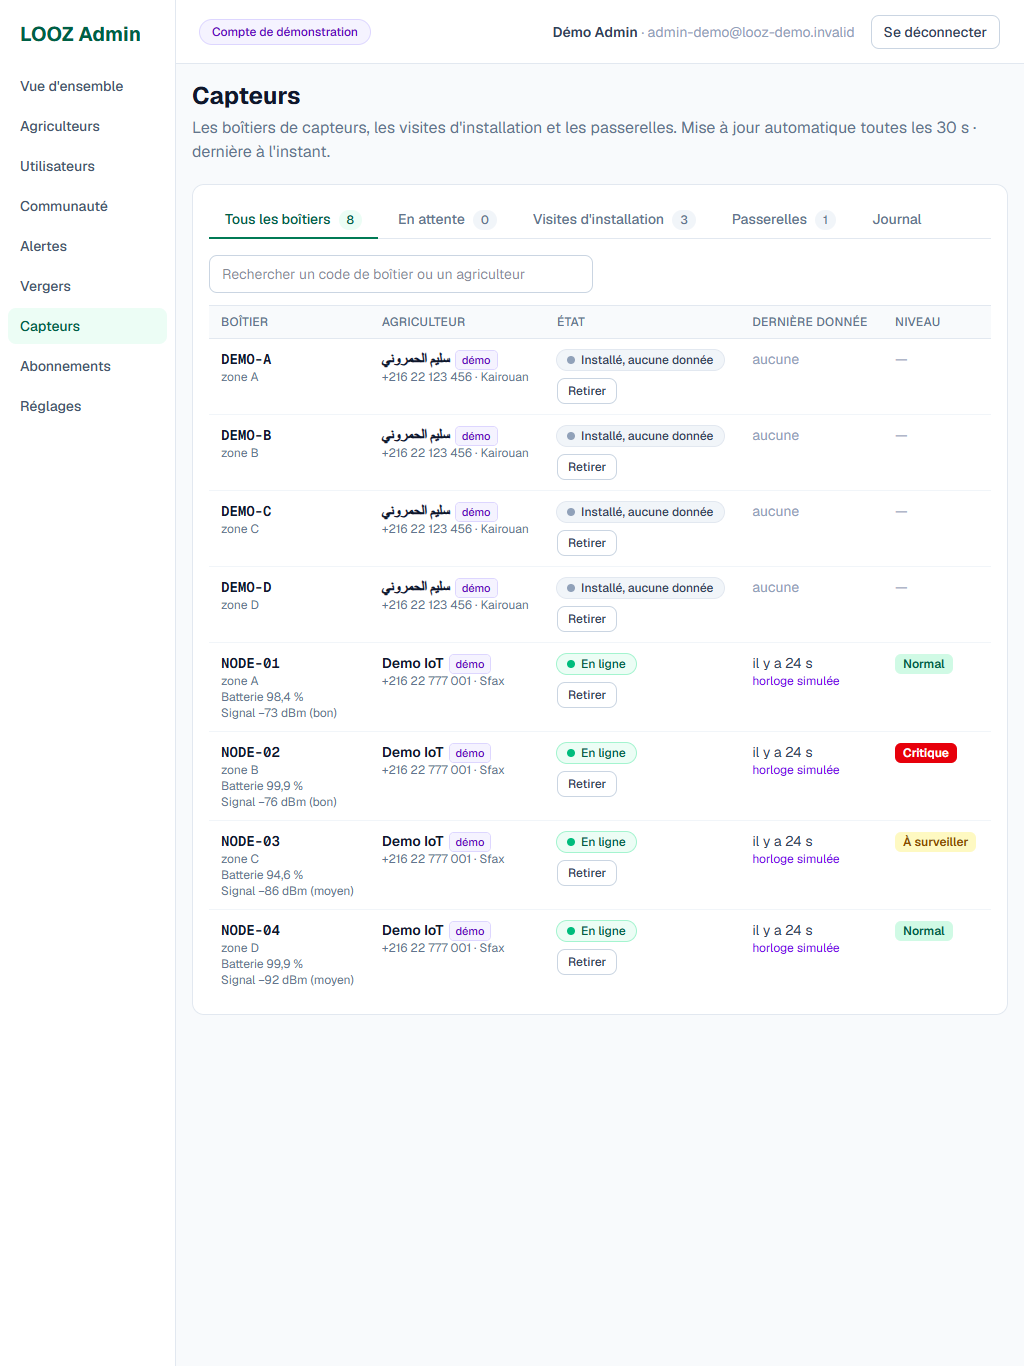 LOOZ Admin
Compte de démonstration
Démo Admin · admin-demo@looz-demo.invalid
Se déconnecter
Vue d'ensemble
Agriculteurs
Utilisateurs
Communauté
Alertes
Vergers
Capteurs
Abonnements
Réglages
Capteurs
Les boîtiers de capteurs, les visites d'installation et les passerelles. Mise à jour automatique toutes les 30 s ·
dernière à l'instant.
Tous les boîtiers 8
En attente 0
Visites d'installation 3
Passerelles 1
Journal
Rechercher un code de boîtier ou un agriculteur
BOÎTIER AGRICULTEUR ÉTAT DERNIÈRE DONNÉE NIVEAU
DEMO-A سليم الحمروني démo Installé, aucune donnée aucune —
zone A +216 22 123 456 · Kairouan
Retirer
DEMO-B سليم الحمروني démo Installé, aucune donnée aucune —
zone B +216 22 123 456 · Kairouan
Retirer
DEMO-C سليم الحمروني démo Installé, aucune donnée aucune —
zone C +216 22 123 456 · Kairouan
Retirer
DEMO-D سليم الحمروني démo Installé, aucune donnée aucune —
zone D +216 22 123 456 · Kairouan
Retirer
NODE-01 Demo IoT démo En ligne il y a 24 s Normal
zone A +216 22 777 001 · Sfax horloge simulée
Batterie 98,4 % Retirer
Signal −73 dBm (bon)
NODE-02 Demo IoT démo En ligne il y a 24 s Critique
zone B +216 22 777 001 · Sfax horloge simulée
Batterie 99,9 % Retirer
Signal −76 dBm (bon)
NODE-03 Demo IoT démo En ligne il y a 24 s À surveiller
zone C +216 22 777 001 · Sfax horloge simulée
Batterie 94,6 % Retirer
Signal −86 dBm (moyen)
NODE-04 Demo IoT démo En ligne il y a 24 s Normal
zone D +216 22 777 001 · Sfax horloge simulée
Batterie 99,9 % Retirer
Signal −92 dBm (moyen)